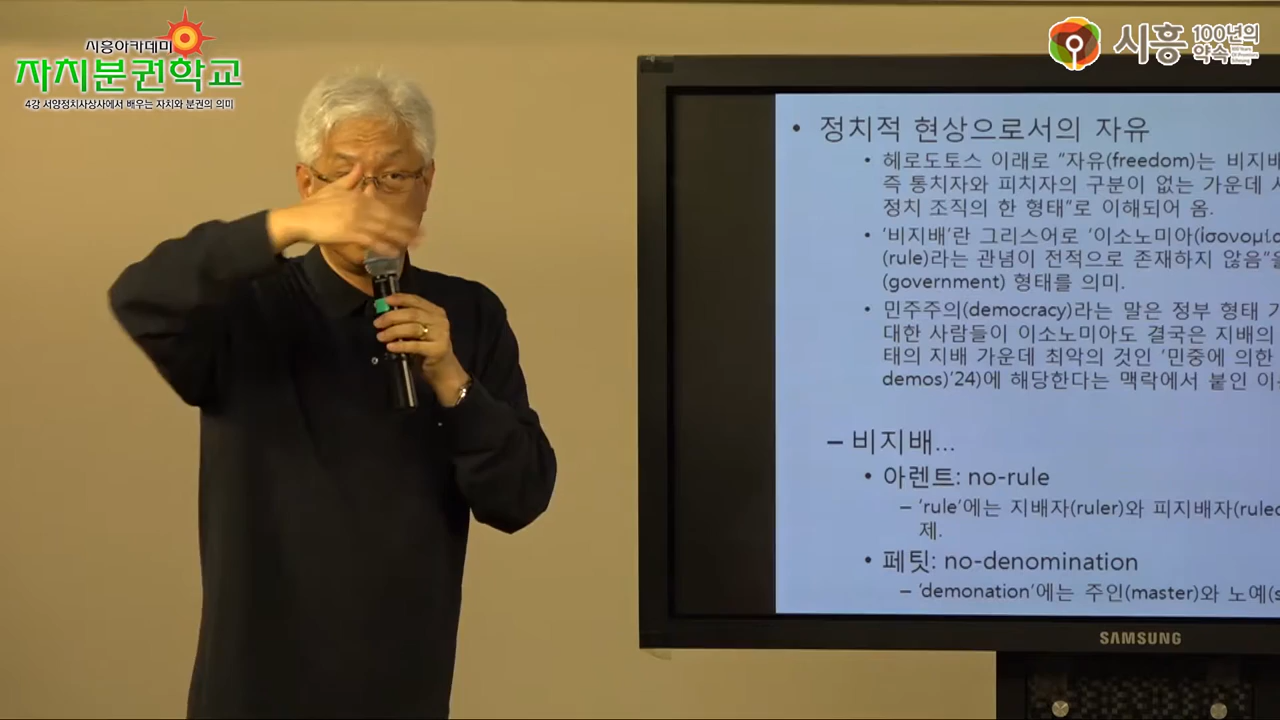 시흥아카데미
자치분권학교
4강 서양정치사상사에서 배우는 자치와 분권의 의미
시흥 100년의
약속
• 정치적 현상으로서의 자유
• 헤로도토스 이래로 “자유(freedom)는 비지배
즉 통치자와 피치자의 구분이 없는 가운데
정치 조직의 한 형태”로 이해되어 옴.
• ‘비지배’란 그리스어로 ‘이소노미아(ἰσονομία
(rule)라는 관념이 전적으로 존재하지 않음”을
(government) 형태를 의미.
• 민주주의(democracy)라는 말은 정부 형태
대한 사람들이 이소노미아도 결국은 지배의
태의 지배 가운데 최악의 것인 ‘민중에 의한
demos)’24)에 해당한다는 맥락에서 붙인
– 비지배...
• 아렌트: no-rule
– ‘rule’에는 지배자(ruler)와 피지배자(ruled
제.
• 페팃: no-denomination
– ‘demonation’에는 주인(master)와 노예(s
SAMSUNG